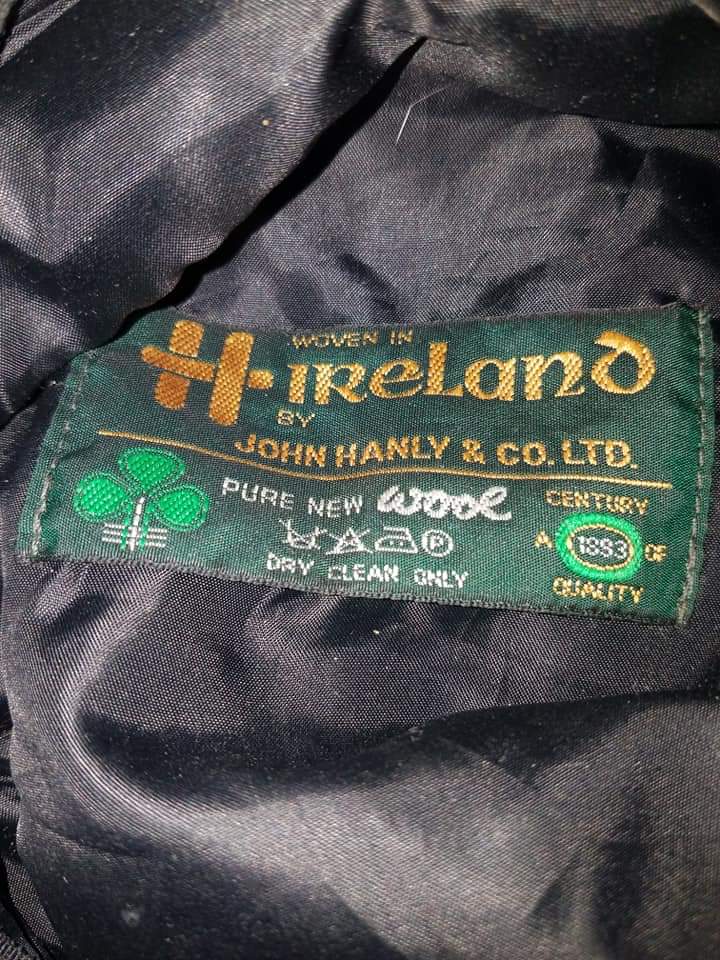 WOVEN IN
H·IRELAND
BY
JOHN HANLY & CO. LTD.
PURE NEW wool
DRY CLEAN ONLY
CENTURY
A 1893 OF
QUALITY